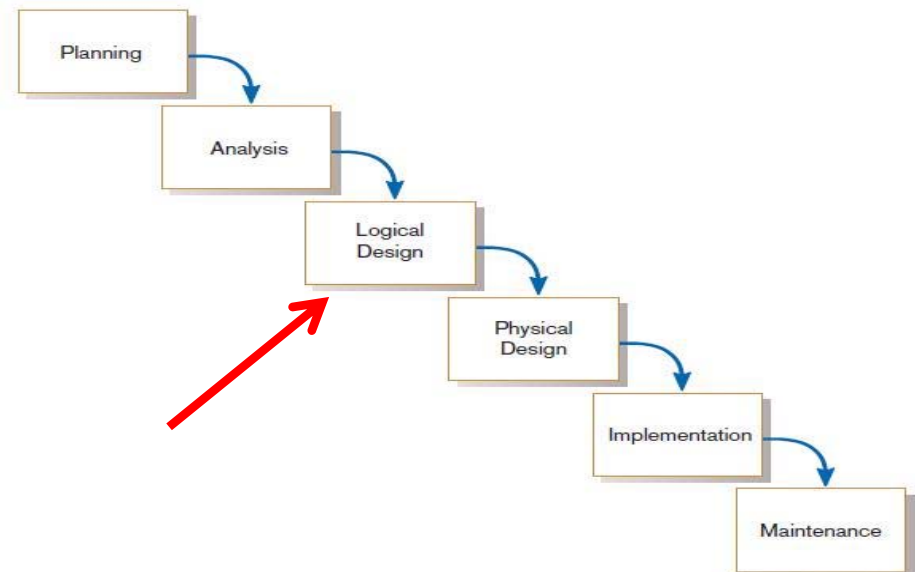 Planning
Analysis
Logical
Design
Physical
Design
Implementation
Maintenance